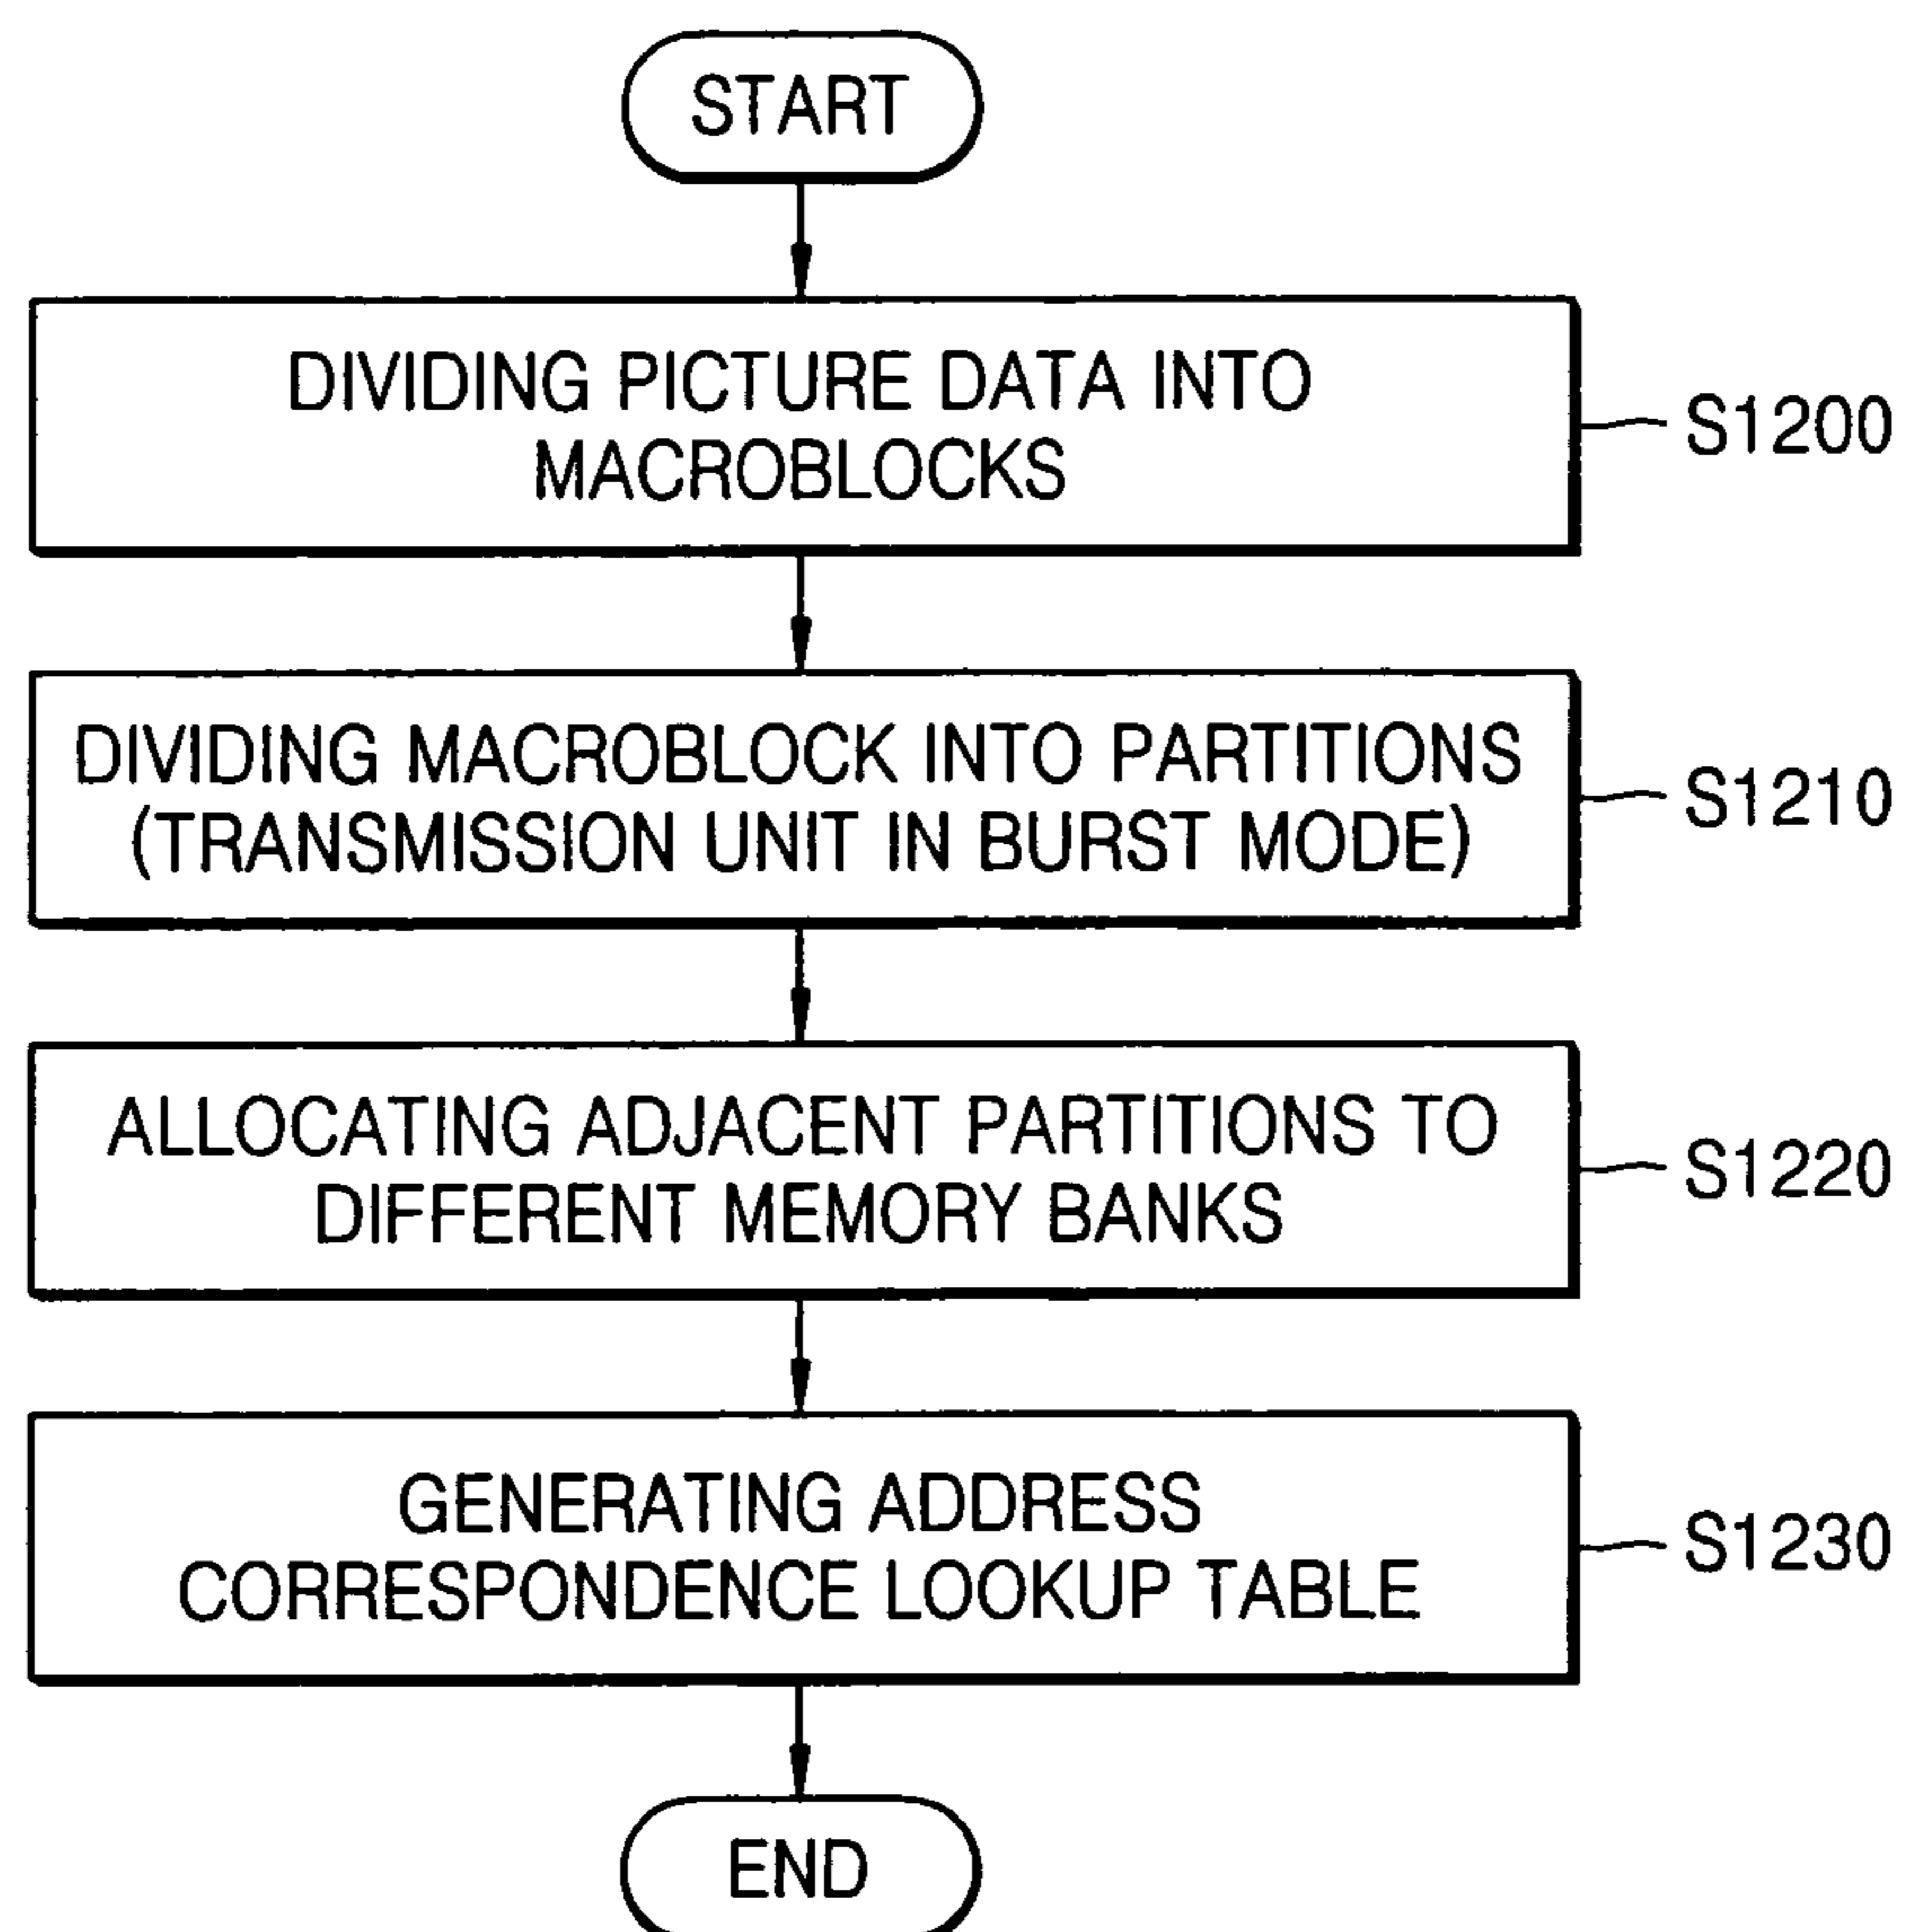 START
DIVIDING PICTURE DATA INTO
MACROBLOCKS
S1200
DIVIDING MACROBLOCK INTO PARTITIONS
(TRANSMISSION UNIT IN BURST MODE)
S1210
ALLOCATING ADJACENT PARTITIONS TO
DIFFERENT MEMORY BANKS
S1220
GENERATING ADDRESS
CORRESPONDENCE LOOKUP TABLE
S1230
END